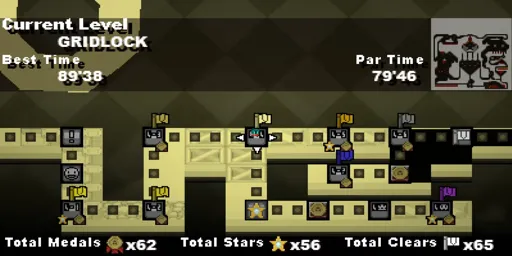 Current Level
GRIDLOCK
Best Time
89'38
Par Time
79'46
Total Medals x62
Total Stars x56
Total Clears x65